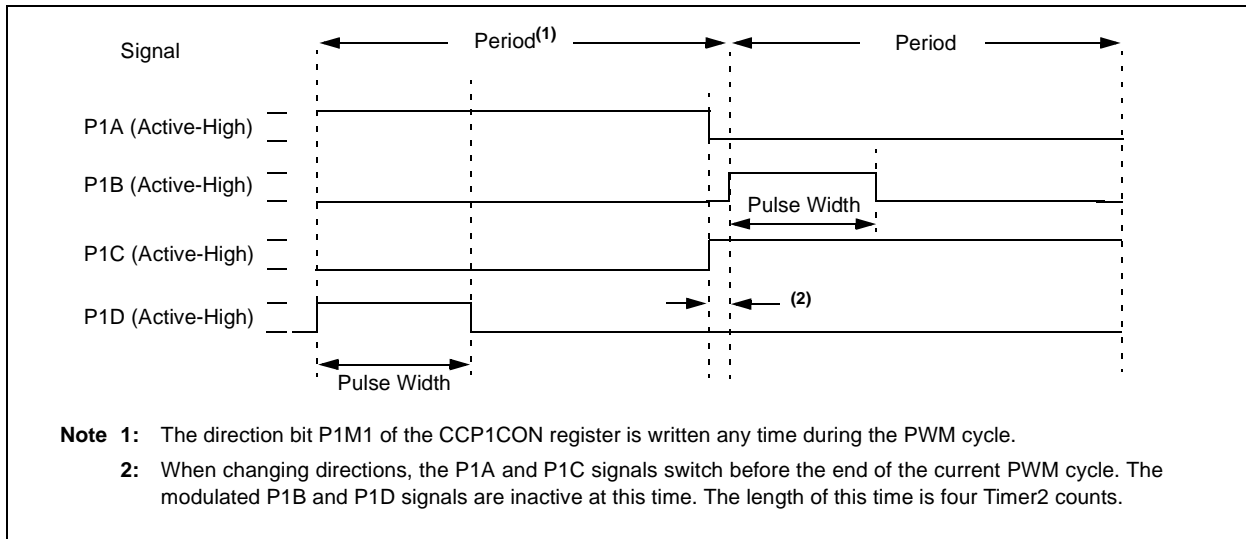 Signal
Period(1)
Period
P1A (Active-High)
P1B (Active-High)
Pulse Width
P1C (Active-High)
(2)
P1D (Active-High)
Pulse Width
Note 1: The direction bit P1M1 of the CCP1CON register is written any time during the PWM cycle.
2: When changing directions, the P1A and P1C signals switch before the end of the current PWM cycle. The
modulated P1B and P1D signals are inactive at this time. The length of this time is four Timer2 counts.